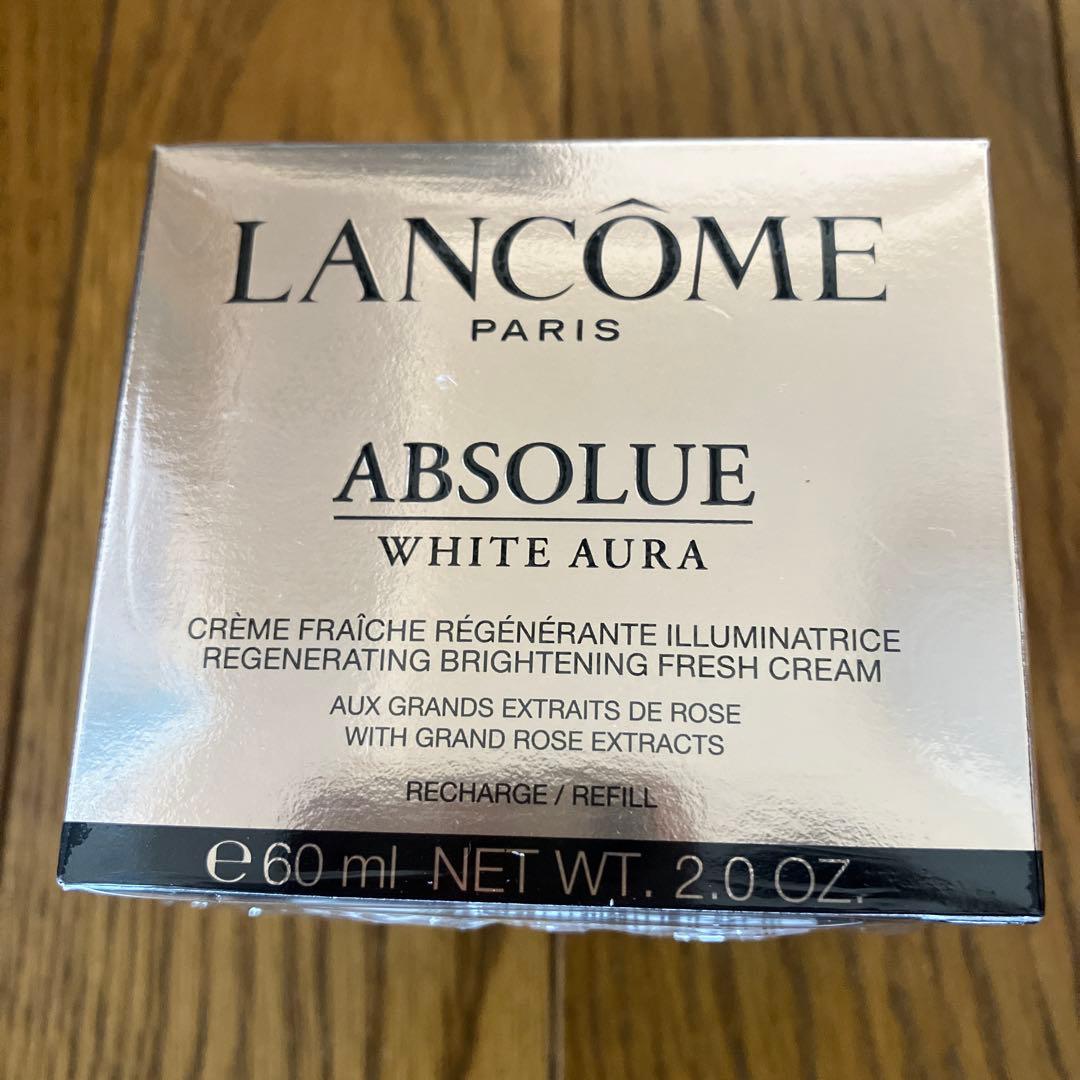 LANCÔME
PARIS
ABSOLUE
WHITE AURA
CRÈME FRAÎCHE RÉGÉNÉRANTE ILLUMINATRICE
REGENERATING BRIGHTENING FRESH CREAM
AUX GRANDS EXTRAITS DE ROSE
WITH GRAND ROSE EXTRACTS
RECHARGE / REFILL
℮60 ml NET WT. 2.0 OZ.